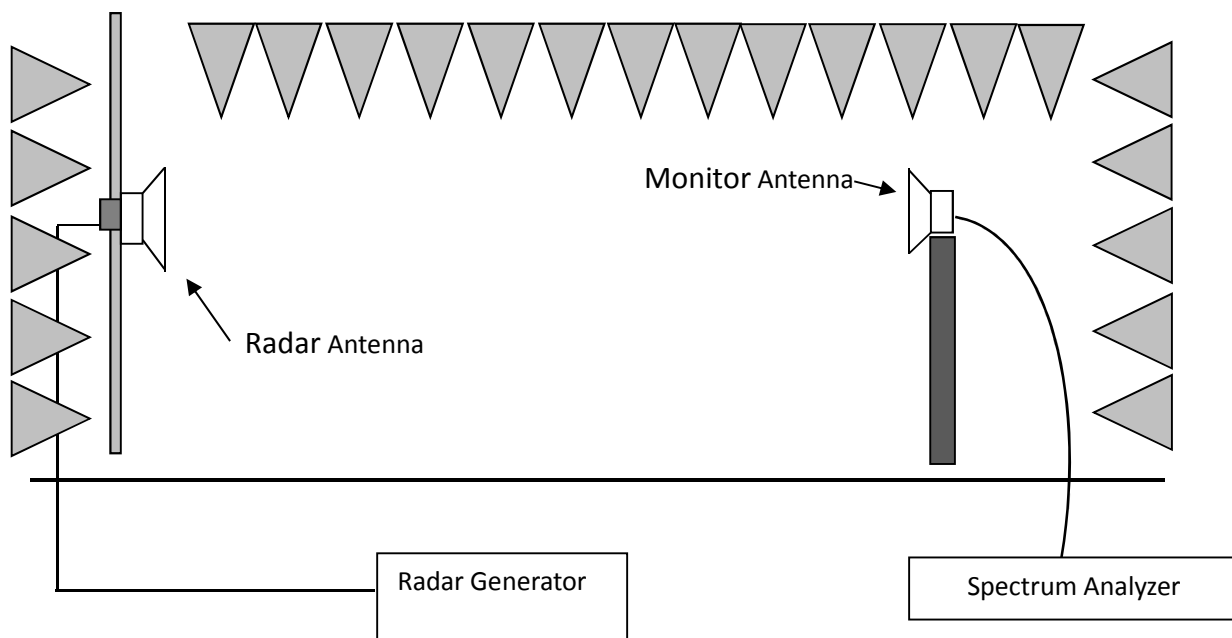 Monitor Antenna
Radar Antenna
Radar Generator
Spectrum Analyzer